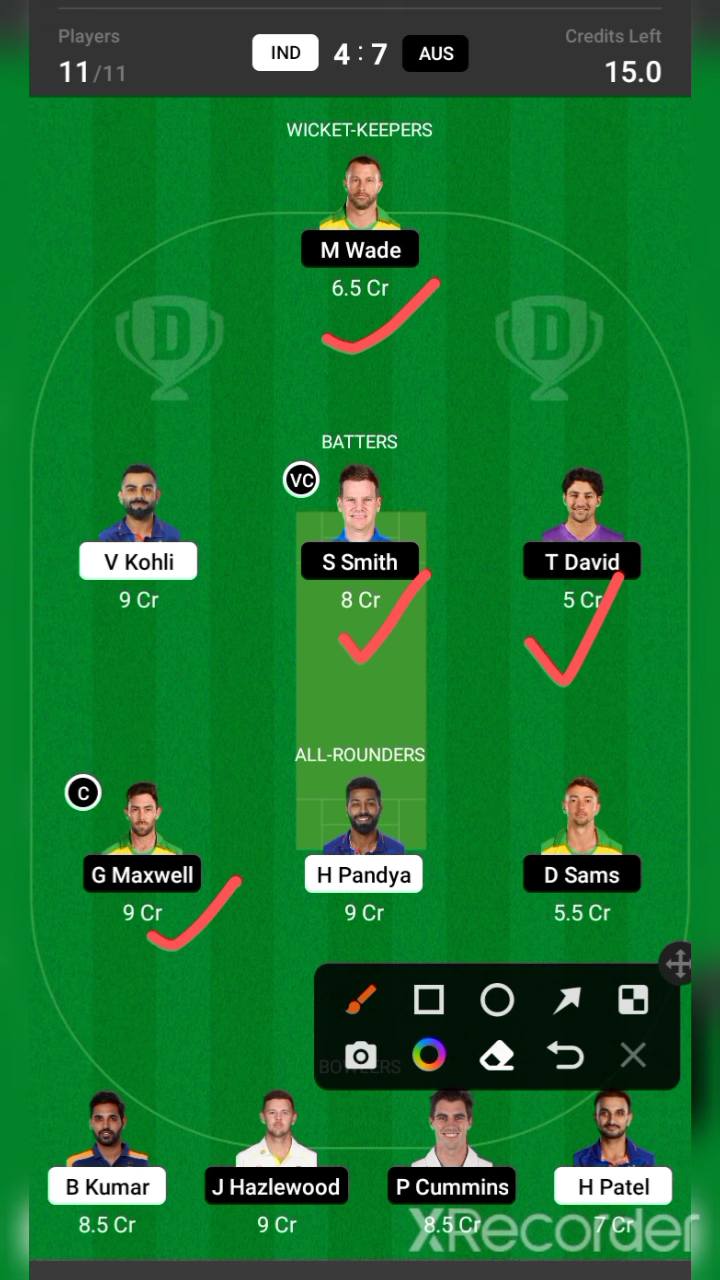 Players
Credits Left
IND 4 : 7 AUS
11/11
15.0
WICKET-KEEPERS
M Wade
6.5 Cr
D
D
BATTERS
VC
V Kohli
S Smith
T David
9 Cr
8 Cr
5 Cr
ALL-ROUNDERS
C
G Maxwell
H Pandya
D Sams
9 Cr
9 Cr
5.5 Cr
BOWLERS
B Kumar
J Hazlewood
P Cummins
H Patel
8.5 Cr
9 Cr
8.5 Cr
7 Cr
XRecorder